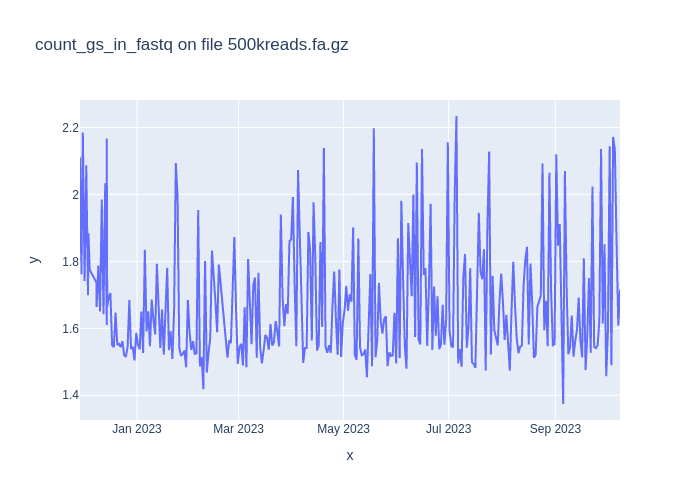 count_gs_in_fastq on file 500kreads.fa.gz
2.2
2
1.8
1.6
1.4
y
Jan 2023 Mar 2023 May 2023 Jul 2023 Sep 2023
x